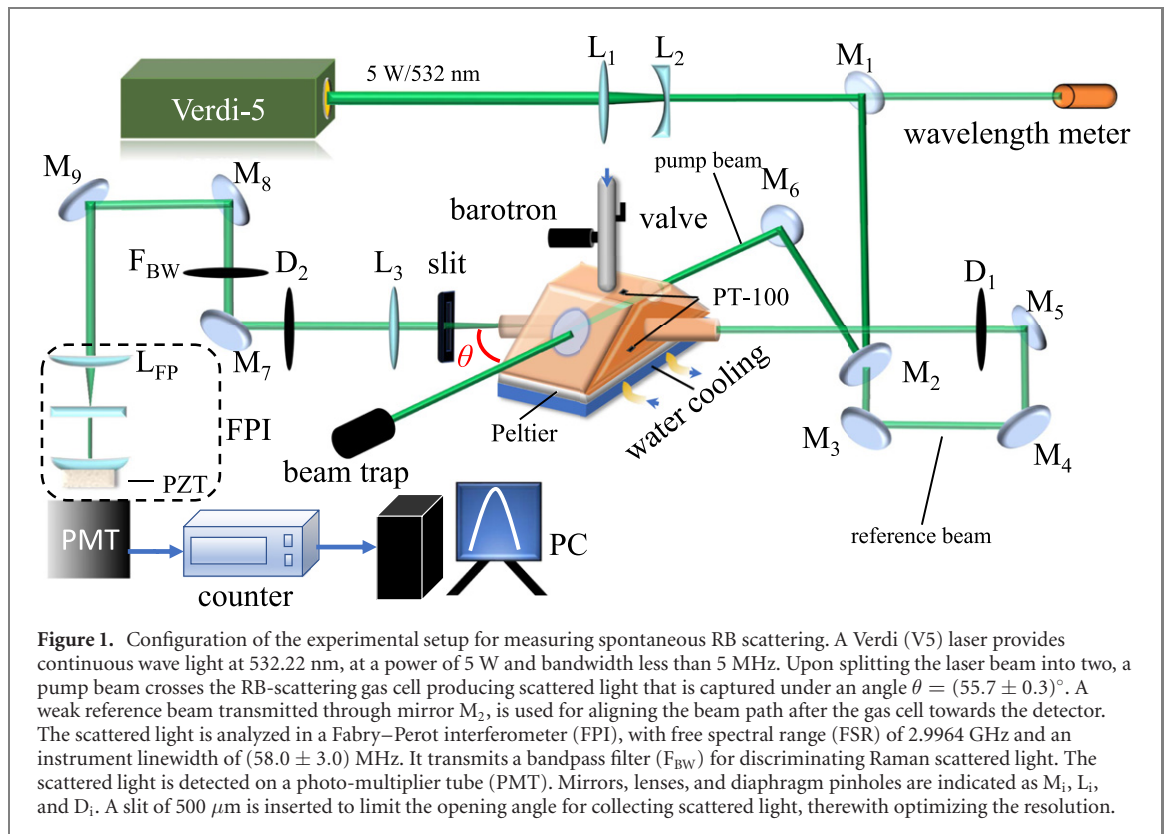 5 W/532 nm
L1
L2
M1
Verdi-5
wavelength meter
M9
M8
pump beam
M6
barotron
valve
FBW
D2
L3
slit
PT-100
D1
M5
θ
M7
LFP
M2
water cooling
FPI
Peltier
M3
M4
beam trap
PZT
reference beam
PMT
PC
counter
Figure 1. Configuration of the experimental setup for measuring spontaneous RB scattering. A Verdi (V5) laser provides
continuous wave light at 532.22 nm, at a power of 5 W and bandwidth less than 5 MHz. Upon splitting the laser beam into two, a
pump beam crosses the RB-scattering gas cell producing scattered light that is captured under an angle θ = (55.7 ± 0.3)°. A
weak reference beam transmitted through mirror M2, is used for aligning the beam path after the gas cell towards the detector.
The scattered light is analyzed in a Fabry–Perot interferometer (FPI), with free spectral range (FSR) of 2.9964 GHz and an
instrument linewidth of (58.0 ± 3.0) MHz. It transmits a bandpass filter (FBW) for discriminating Raman scattered light. The
scattered light is detected on a photo-multiplier tube (PMT). Mirrors, lenses, and diaphragm pinholes are indicated as Mi, Li,
and Di. A slit of 500 μm is inserted to limit the opening angle for collecting scattered light, therewith optimizing the resolution.